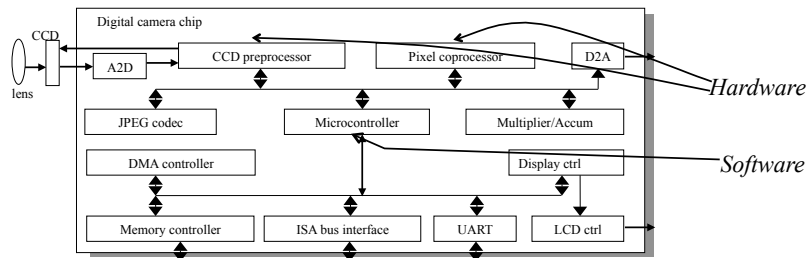 Digital camera chip
CCD
lens
A2D
CCD preprocessor
Pixel coprocessor
D2A
Hardware
JPEG codec
Microcontroller
Multiplier/Accum
DMA controller
Display ctrl
Software
Memory controller
ISA bus interface
UART
LCD ctrl